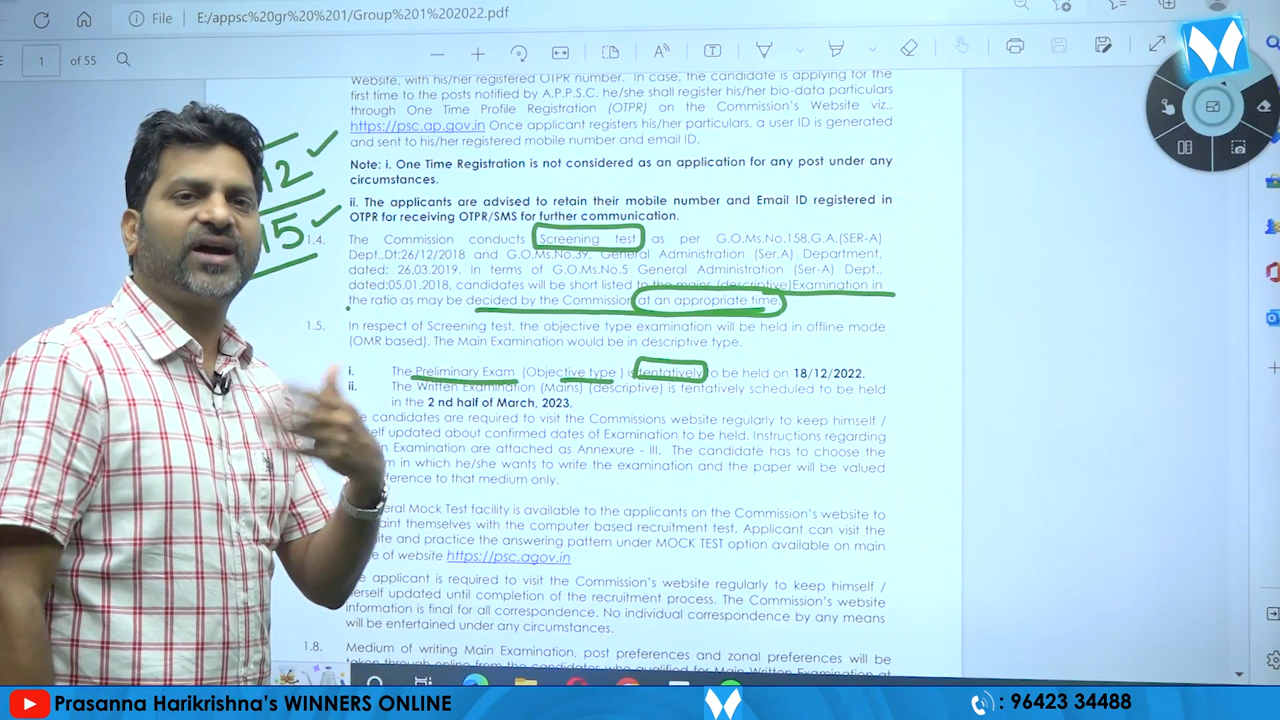 File
E:/appsc%20gr%20%201/Group%201%202022.pdf
1
of 55
Website, with his/her registered OTPR number. In case, the candidate is applying for the
first time to the posts notified by A.P.P.S.C. he/she shall register his/her bio-data particulars
through One Time Profile Registration (OTPR) on the Commission's Website viz.,
https://psc.ap.gov.in Once applicant registers his/her particulars, a user ID is generated
and sent to his/her registered mobile number and email ID.
Note: i. One Time Registration is not considered as an application for any post under any
circumstances.
12
ii. The applicants are advised to retain their mobile number and Email ID registered in
OTPR for receiving OTPR/SMS for further communication.
15
1.4.
The Commission conducts Screening test as per G.O.Ms.No.158,G.A.(SER-A)
Dept.,Dt:26/12/2018 and G.O.Ms.No.39, General Administration (Ser.A) Department,
dated: 26.03.2019. In terms of G.O.Ms.No.5 General Administration (Ser-A) Dept.,
dated:05.01.2018, candidates will be short listed to the mains (descriptive)Examination in
the ratio as may be decided by the Commission at an appropriate time.
1.5.
In respect of Screening test, the objective type examination will be held in offline mode
(OMR based). The Main Examination would be in descriptive type.
i. The Preliminary Exam (Objective type ) is tentatively to be held on 18/12/2022.
ii. The Written Examination (Mains) (descriptive) is tentatively scheduled to be held
in the 2 nd half of March, 2023.
candidates are required to visit the Commissions website regularly to keep himself /
updated about confirmed dates of Examination to be held. Instructions regarding
Examination are attached as Annexure - III. The candidate has to choose the
in which he/she wants to write the examination and the paper will be valued
to that medium only.
Mock Test facility is available to the applicants on the Commission's website to
themselves with the computer based recruitment test. Applicant can visit the
and practice the answering pattern under MOCK TEST option available on main
of website https://psc.agov.in
applicant is required to visit the Commission's website regularly to keep himself /
herself updated until completion of the recruitment process. The Commission's website
information is final for all correspondence. No individual correspondence by any means
will be entertained under any circumstances.
1.8.
Medium of writing Main Examination, post preferences and zonal preferences will be
taken through online from the candidates who qualified for Main Written Examination at
Prasanna Harikrishna's WINNERS ONLINE
: 96423 34488